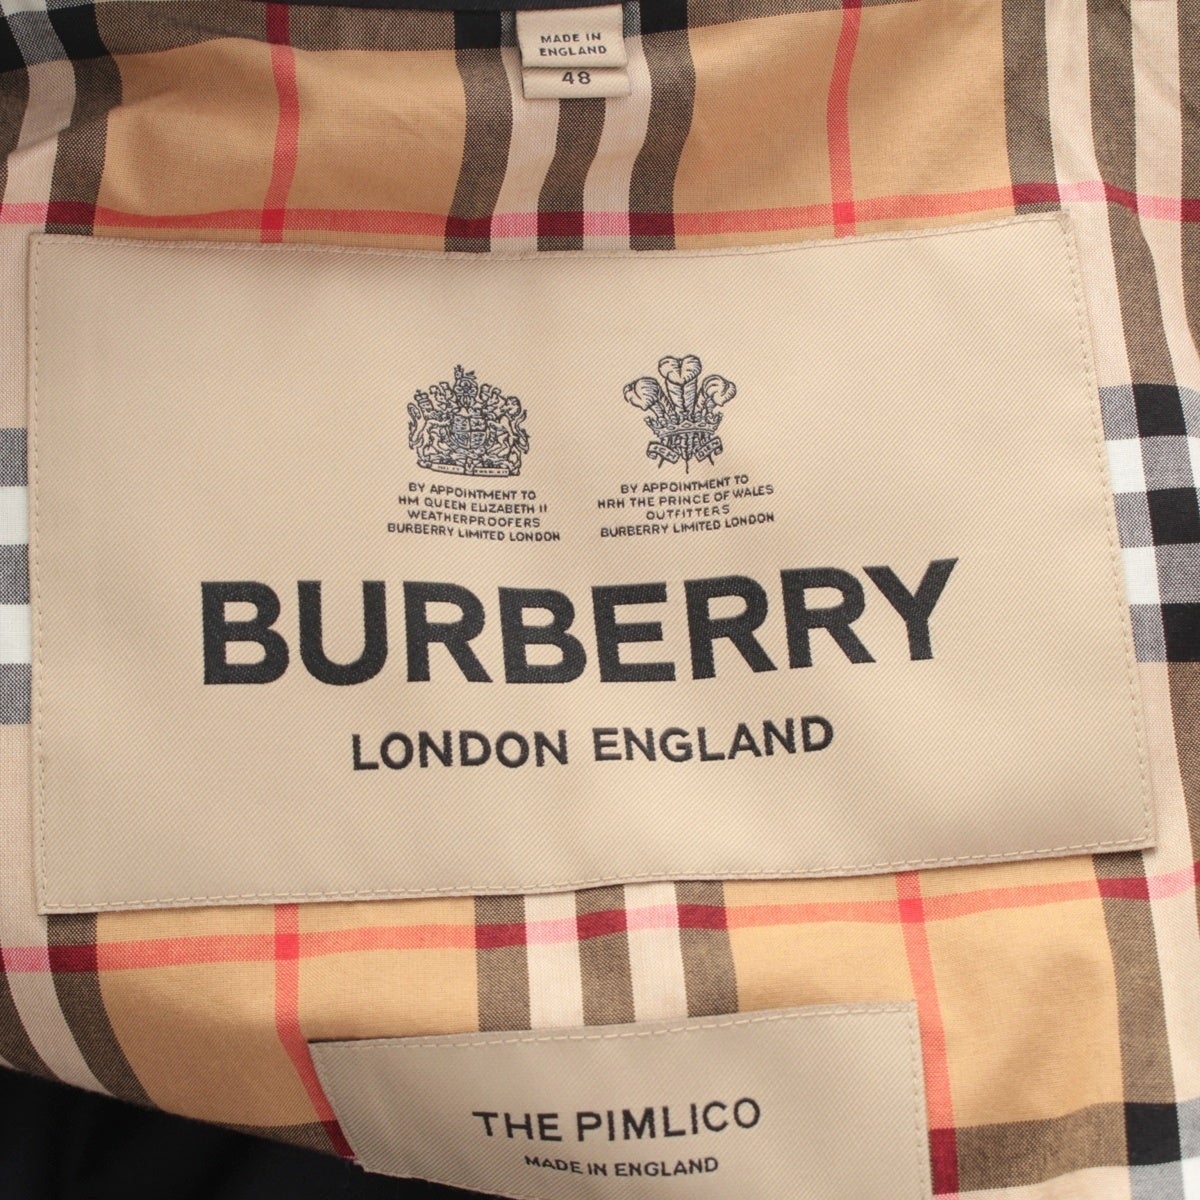 MADE IN
ENGLAND
48
BY APPOINTMENT TO
HM QUEEN ELIZABETH II
WEATHERPROOFERS
BURBERRY LIMITED LONDON
BY APPOINTMENT TO
HRH THE PRINCE OF WALES
OUTFITTERS
BURBERRY LIMITED LONDON
BURBERRY
LONDON ENGLAND
THE PIMLICO
MADE IN ENGLAND